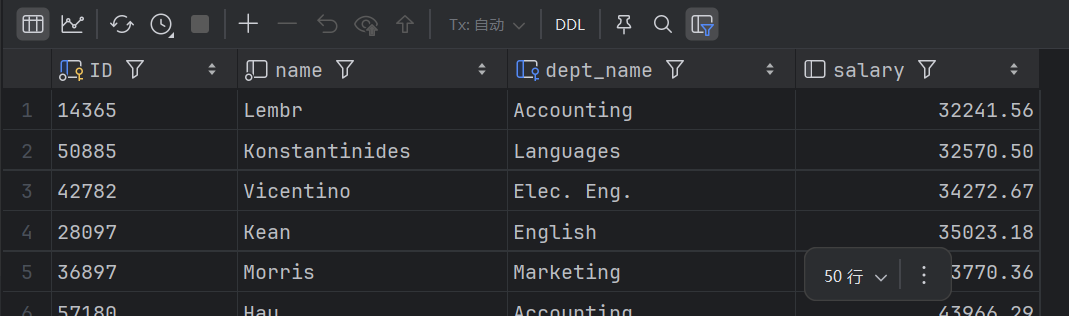 Tx: 自动 DDL
ID name dept_name salary
1 14365 Lembr Accounting 32241.56
2 50885 Konstantinides Languages 32570.50
3 42782 Vicentino Elec. Eng. 34272.67
4 28097 Kean English 35023.18
5 36897 Morris Marketing 3770.36
50 行
6 57180 Hau Accounting 43966.29